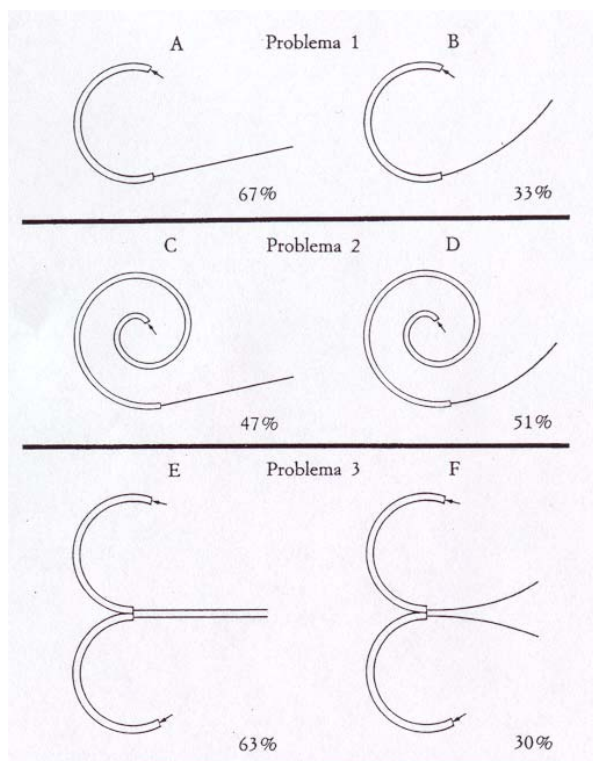 A Problema 1 B
67% 33%
C Problema 2 D
47% 51%
E Problema 3 F
63% 30%